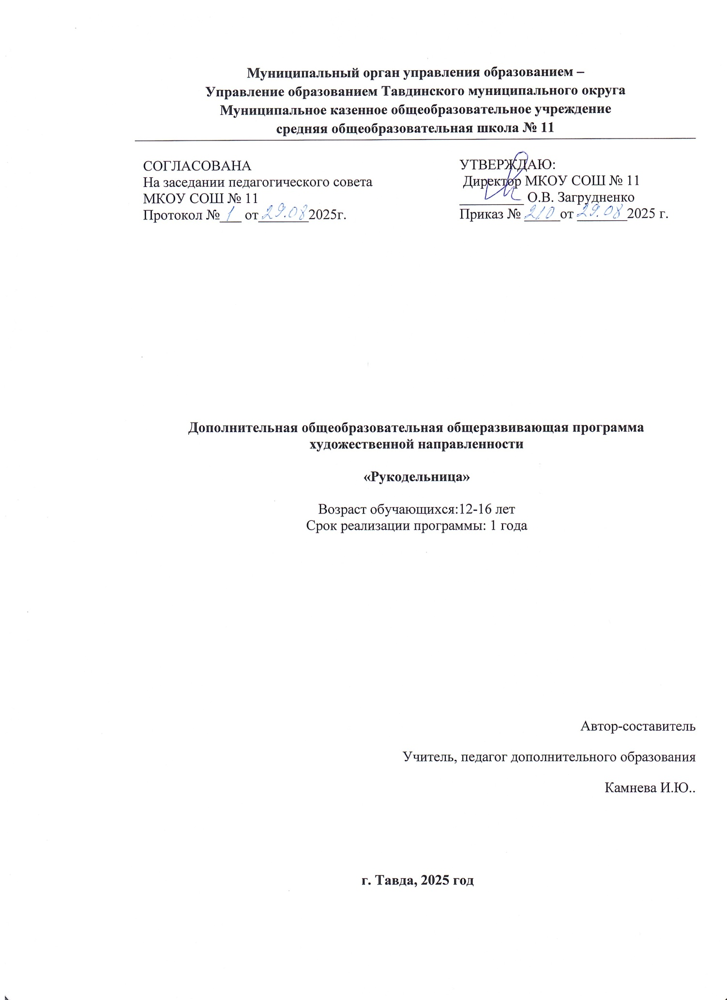 Муниципальный орган управления образованием –
Управление образованием Тавдинского муниципального округа
Муниципальное казенное общеобразовательное учреждение
средняя общеобразовательная школа № 11
СОГЛАСОВАНА
На заседании педагогического совета
МКОУ СОШ № 11
Протокол № 1 от 29.08 2025г.
УТВЕРЖДАЮ:
Директор МКОУ СОШ № 11
_________ О.В. Загрудненко
Приказ № 210 от 29.08 2025 г.
Дополнительная общеобразовательная общеразвивающая программа
художественной направленности
«Рукодельница»
Возраст обучающихся:12-16 лет
Срок реализации программы: 1 года
Автор-составитель
Учитель, педагог дополнительного образования
Камнева И.Ю..
г. Тавда, 2025 год